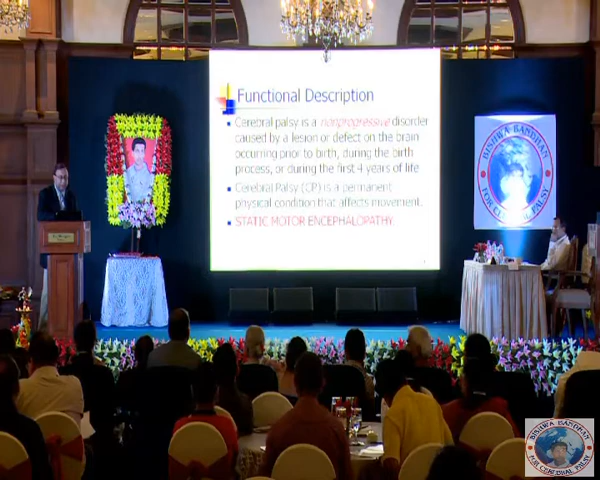 Functional Description
Cerebral palsy is a nonprogressive disorder
caused by a lesion or defect on the brain
occurring prior to birth, during the birth
process, or during the first 4 years of life
Cerebral Palsy (CP) is a permanent
physical condition that affects movement.
STATIC MOTOR ENCEPHALOPATHY.
BISHWA BANDHAN
FOR CEREBRAL PALSY
BISHWA BANDHAN
FOR CEREBRAL PALSY